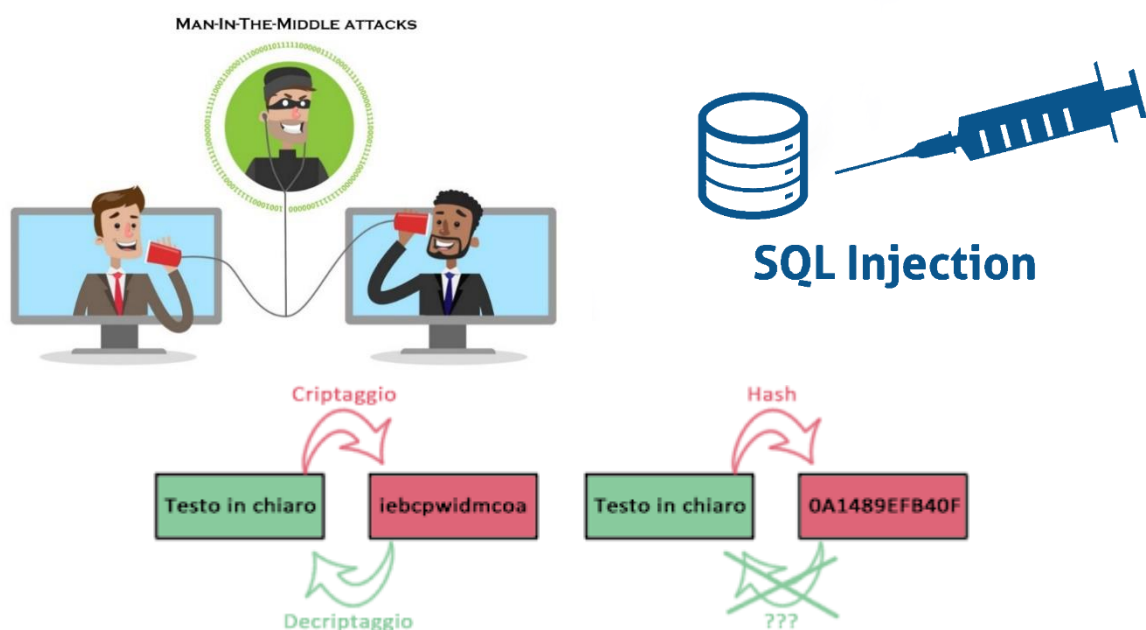 MAN-IN-THE-MIDDLE ATTACKS
SQL Injection
Criptaggio
Testo in chiaro
iebcpwidmcoa
Decriptaggio
Hash
Testo in chiaro
0A1489EFB40F
???